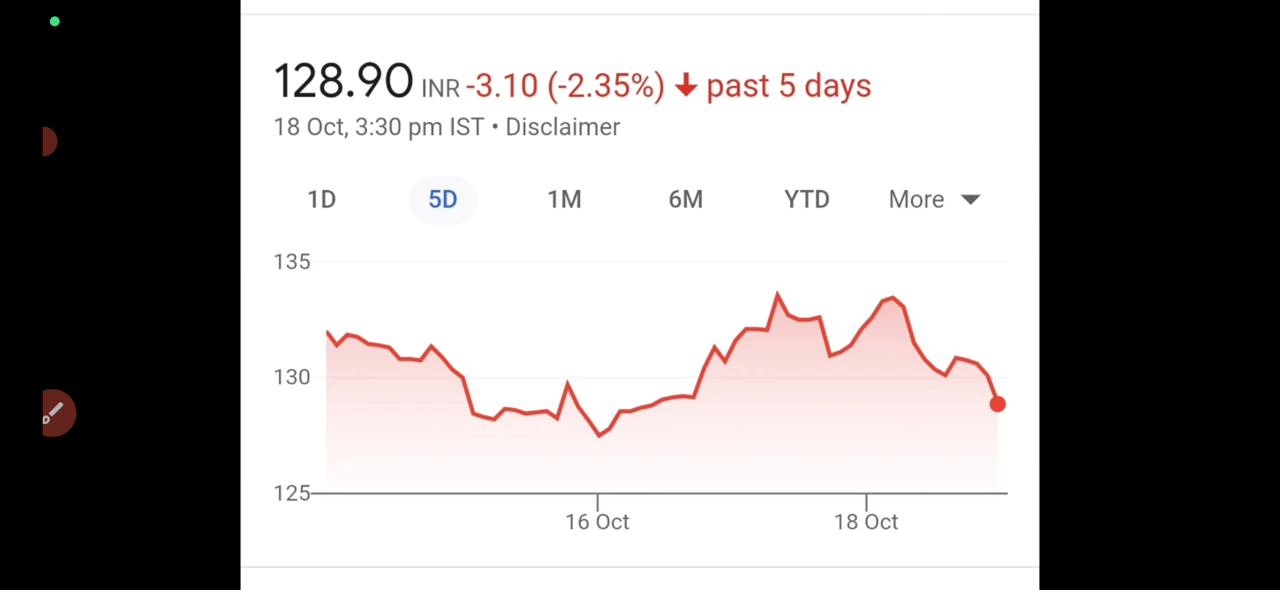 128.90 INR -3.10 (-2.35%) ↓ past 5 days
18 Oct, 3:30 pm IST • Disclaimer
1D 5D 1M 6M YTD More
135
130
125
16 Oct 18 Oct